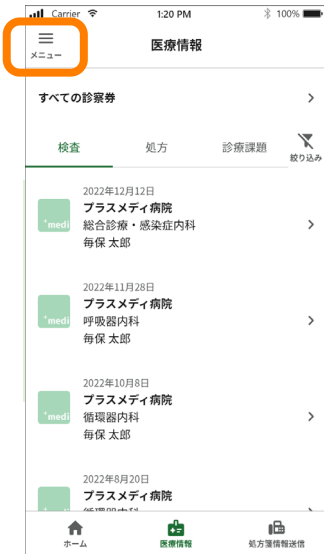 Carrier 1:20 PM 100%
メニュー
医療情報
すべての診察券
検査 処方 診療課題 絞り込み
2022年12月12日
プラスメディ病院
総合診療・感染症内科
毎保 太郎
+medi
2022年11月28日
プラスメディ病院
呼吸器内科
毎保 太郎
+medi
2022年10月8日
プラスメディ病院
循環器内科
毎保 太郎
+medi
2022年8月20日
プラスメディ病院
ホーム 医療情報 処方箋情報送信